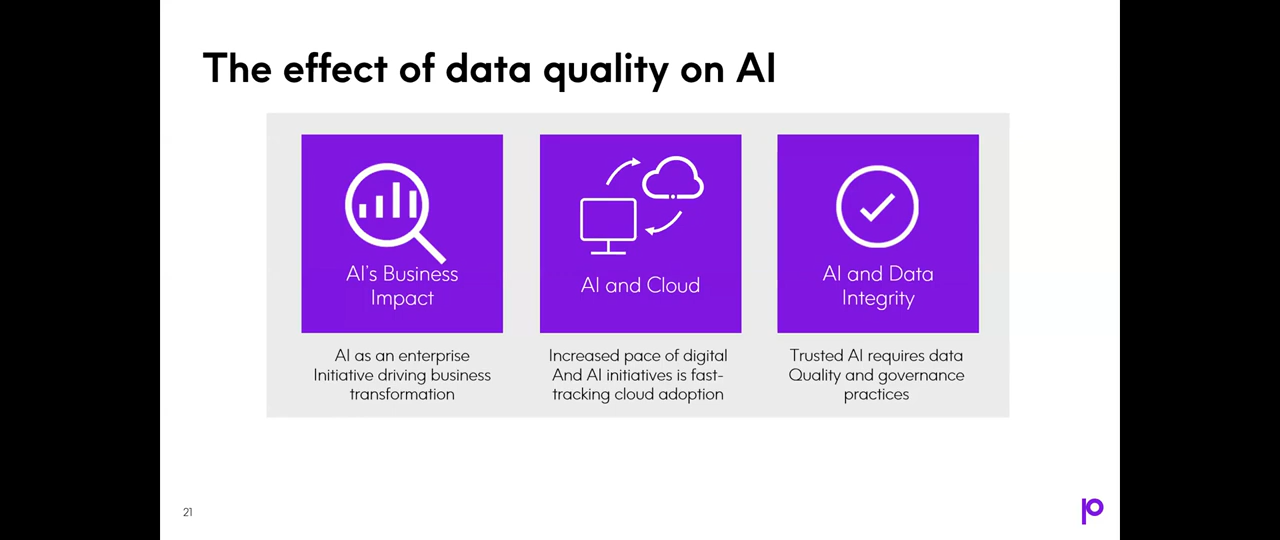 The effect of data quality on AI
AI's Business
Impact
AI as an enterprise
Initiative driving business
transformation
AI and Cloud
Increased pace of digital
And AI initiatives is fast-
tracking cloud adoption
AI and Data
Integrity
Trusted AI requires data
Quality and governance
practices
21